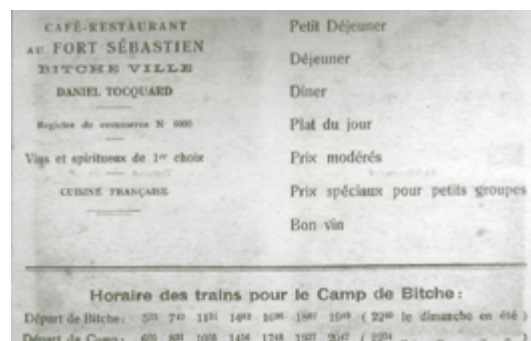 CAFÉ-RESTAURANT
AU FORT SÉBASTIEN
BITCHE VILLE
DANIEL TOCQUARD
Registre de commerce Nº
Vins et spiritueux de 1er choix
CUISINE FRANÇAISE
Petit Déjeuner
Déjeuner
Dîner
Plat du jour
Prix modérés
Prix spéciaux pour petits groupes
Bon vin
Horaire des trains pour le Camp de Bitche:
Départ de Bitche: le dimanche en été)
Départ du Camp: